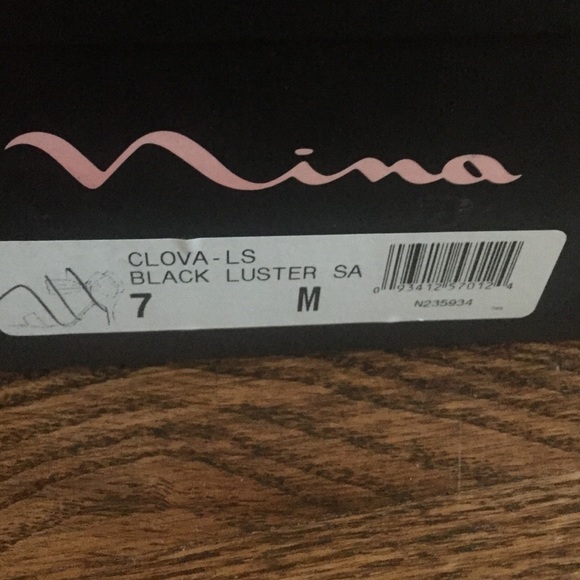 Nina
CLOVA-LS
BLACK LUSTER SA
7 M
0 93412 57012 4
N235934